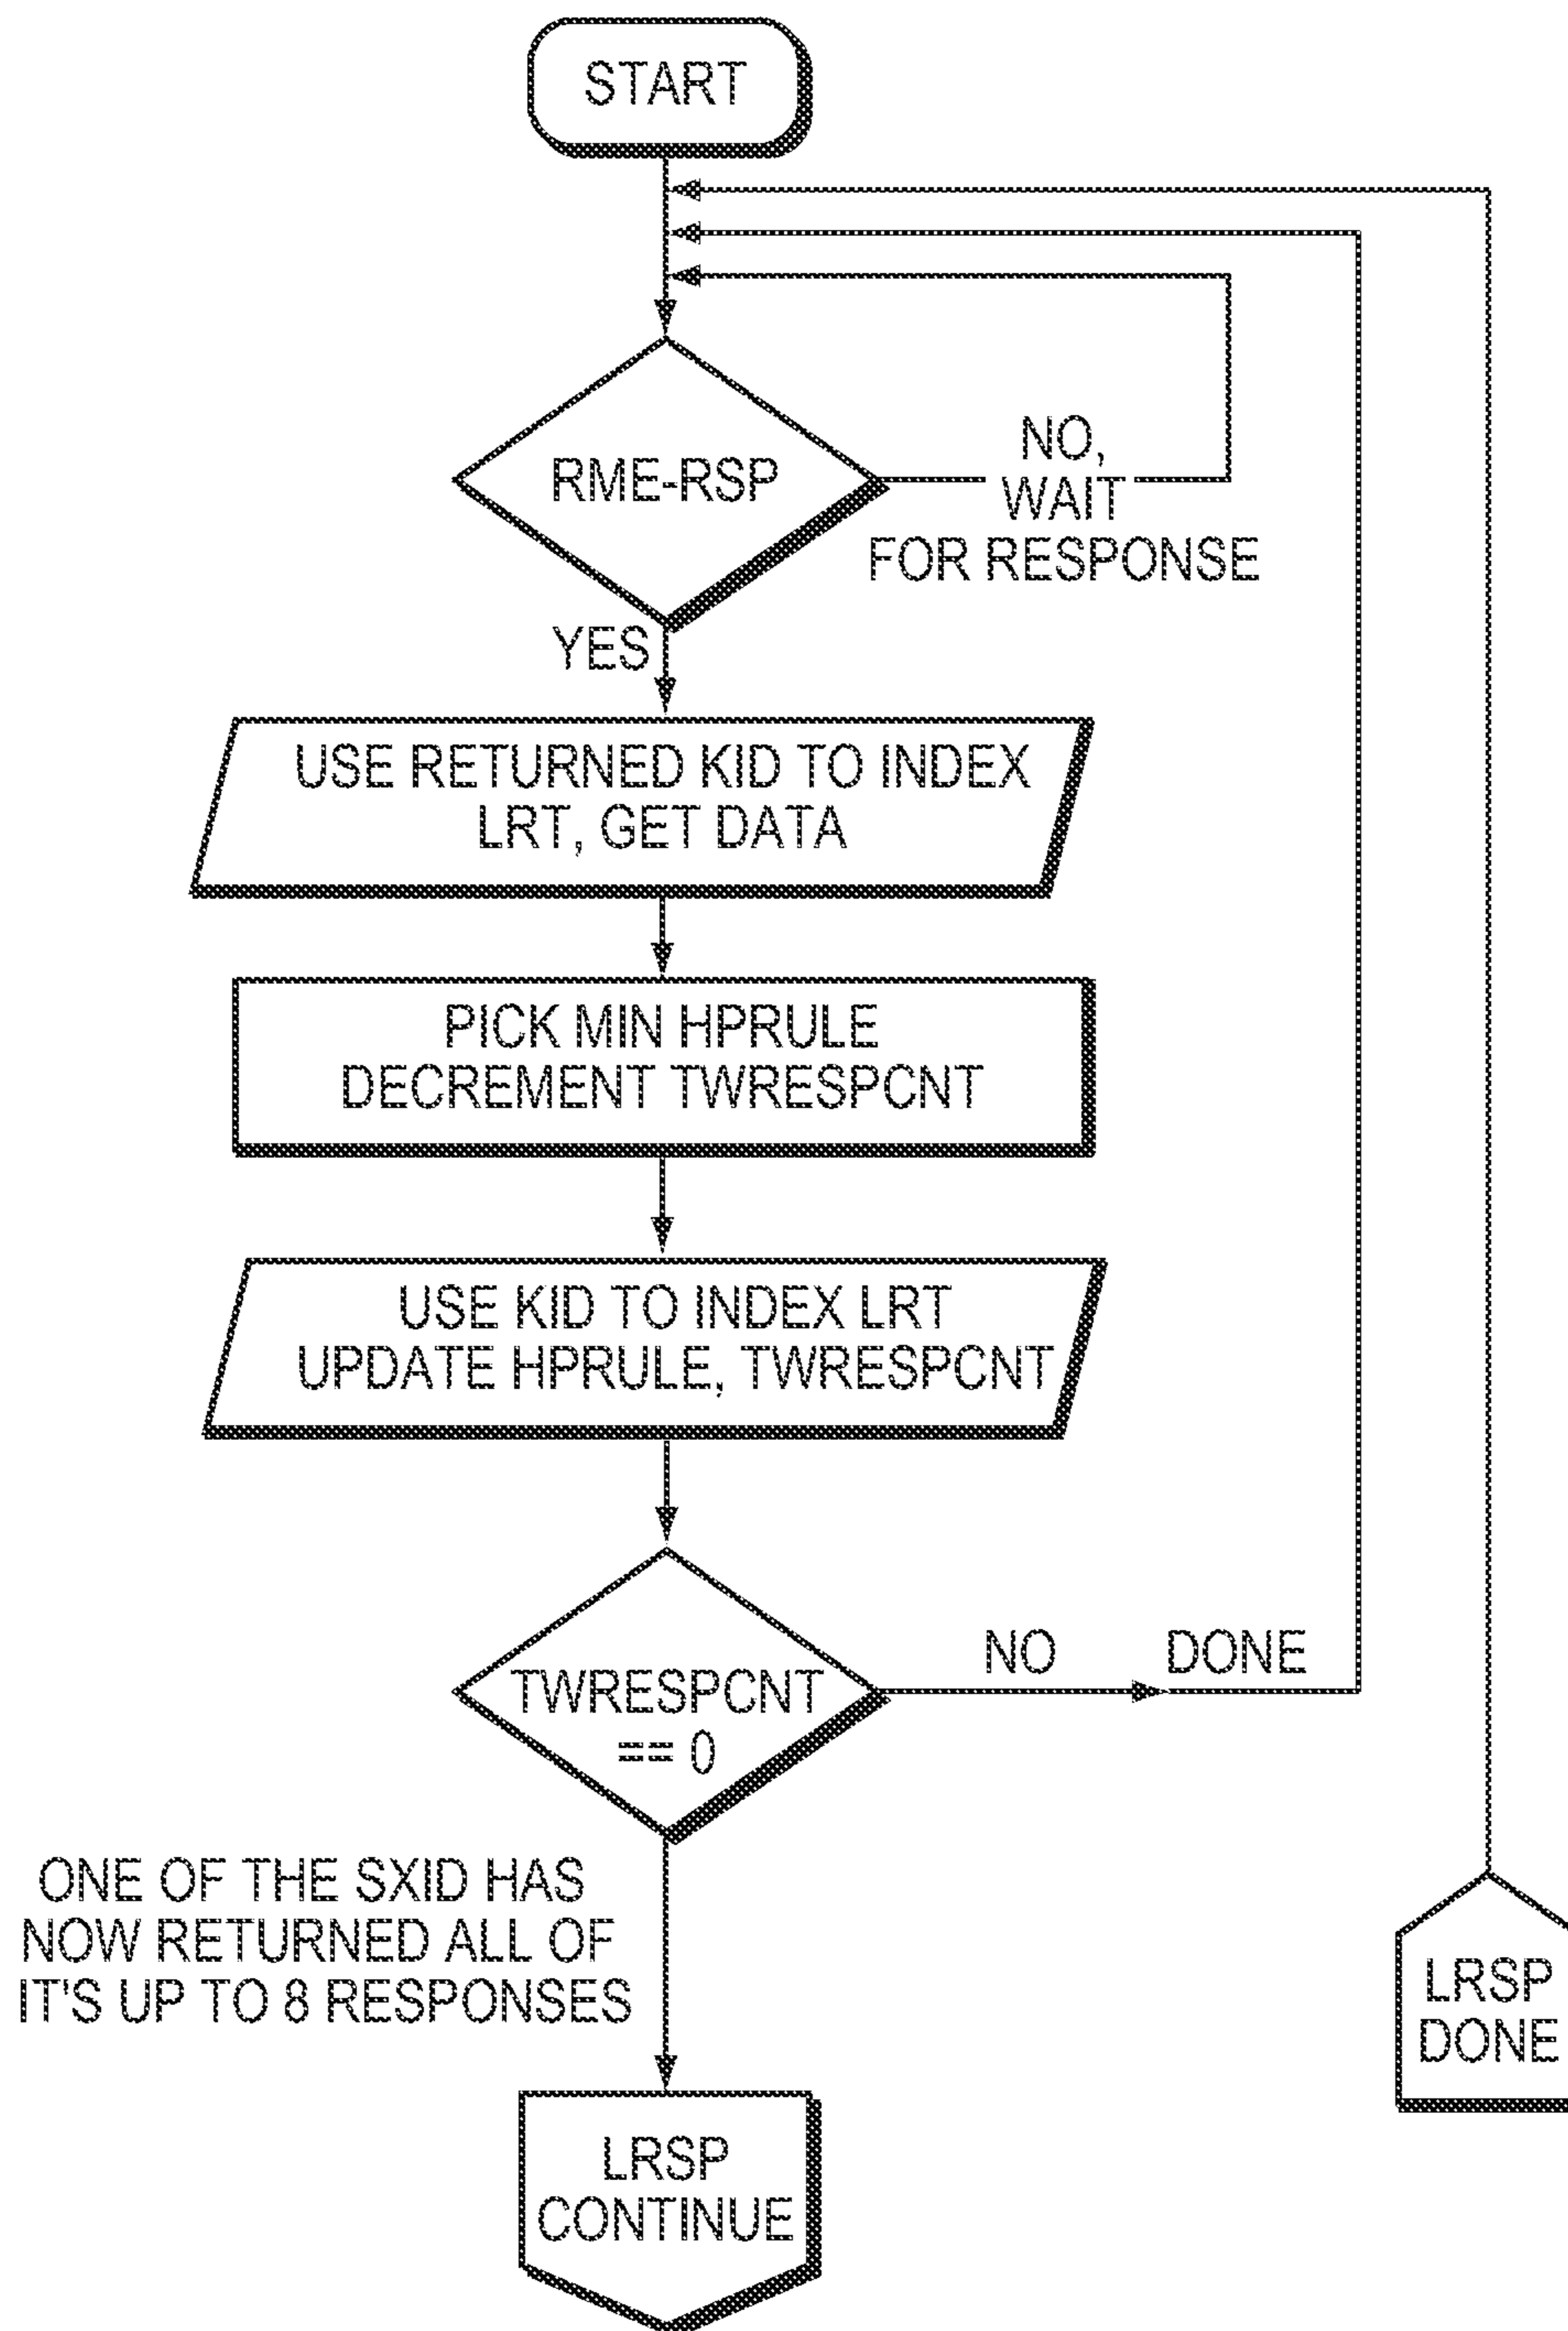 START
RME-RSP
NO,
WAIT
FOR RESPONSE
YES
USE RETURNED KID TO INDEX
LRT, GET DATA
PICK MIN HPRULE
DECREMENT TWRESPCNT
USE KID TO INDEX LRT
UPDATE HPRULE, TWRESPCNT
TWRESPCNT
== 0
NO
DONE
ONE OF THE SXID HAS
NOW RETURNED ALL OF
IT'S UP TO 8 RESPONSES
LRSP
DONE
LRSP
CONTINUE